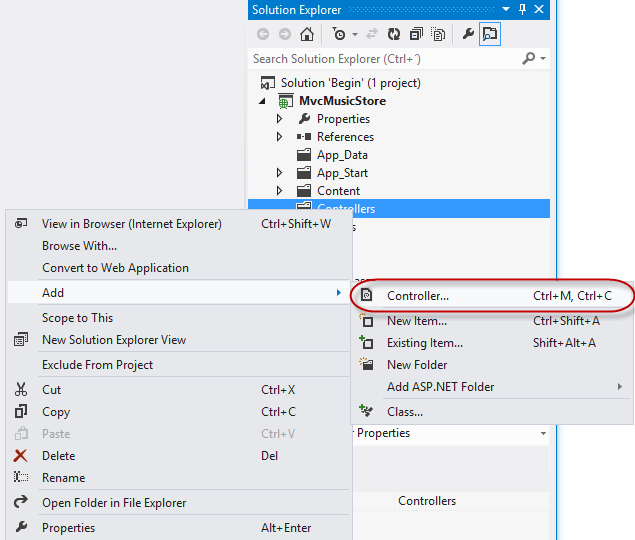 Solution Explorer
Search Solution Explorer (Ctrl+´)
Solution 'Begin' (1 project)
MvcMusicStore
Properties
References
App_Data
App_Start
Content
Controllers
View in Browser (Internet Explorer) Ctrl+Shift+W
Browse With...
Convert to Web Application
Add
Controller... Ctrl+M, Ctrl+C
Scope to This
New Item... Ctrl+Shift+A
New Solution Explorer View
Existing Item... Shift+Alt+A
Exclude From Project
New Folder
Add ASP.NET Folder
Cut Ctrl+X
Copy Ctrl+C
Class...
Paste Ctrl+V
Properties
Delete Del
Rename
Open Folder in File Explorer
Controllers
Properties Alt+Enter